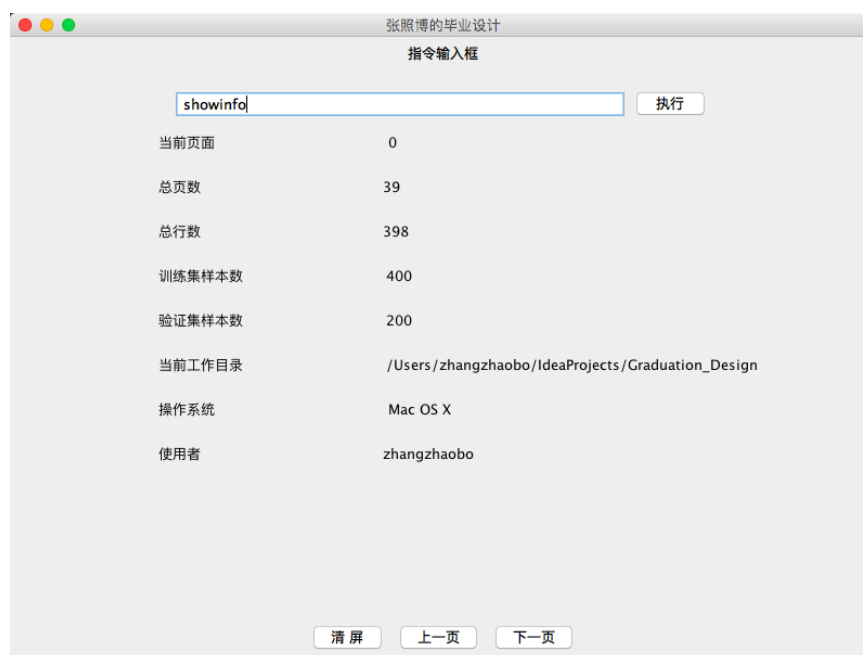 张照博的毕业设计
指令输入框
showinfo 执行
当前页面 0
总页数 39
总行数 398
训练集样本数 400
验证集样本数 200
当前工作目录 /Users/zhangzhaobo/IdeaProjects/Graduation_Design
操作系统 Mac OS X
使用者 zhangzhaobo
清 屏 上一页 下一页